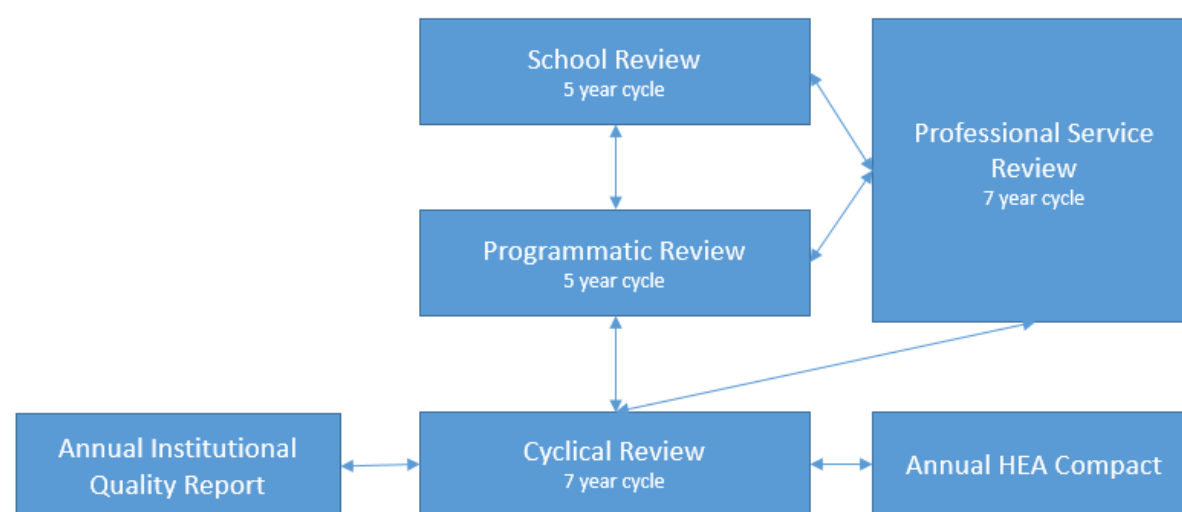 School Review
5 year cycle
Professional Service
Review
7 year cycle
Programmatic Review
5 year cycle
Annual Institutional
Quality Report
Cyclical Review
7 year cycle
Annual HEA Compact